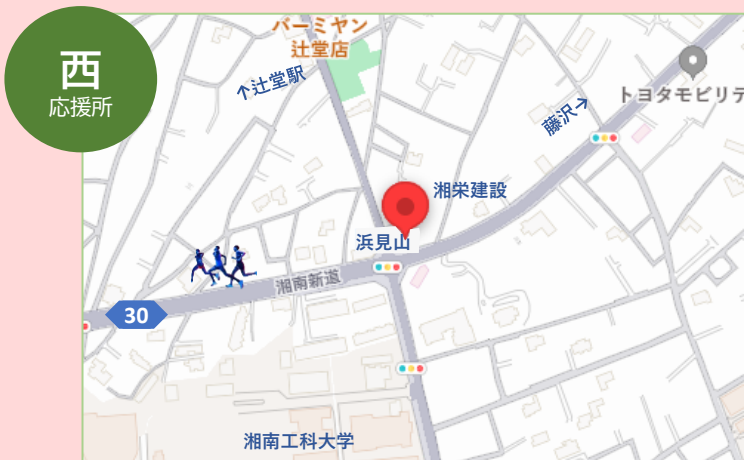 西
応援所
バーミヤン
辻堂店
↑辻堂駅
トヨタモビリテ
藤沢→
湘栄建設
浜見山
湘南新道
30
湘南工科大学